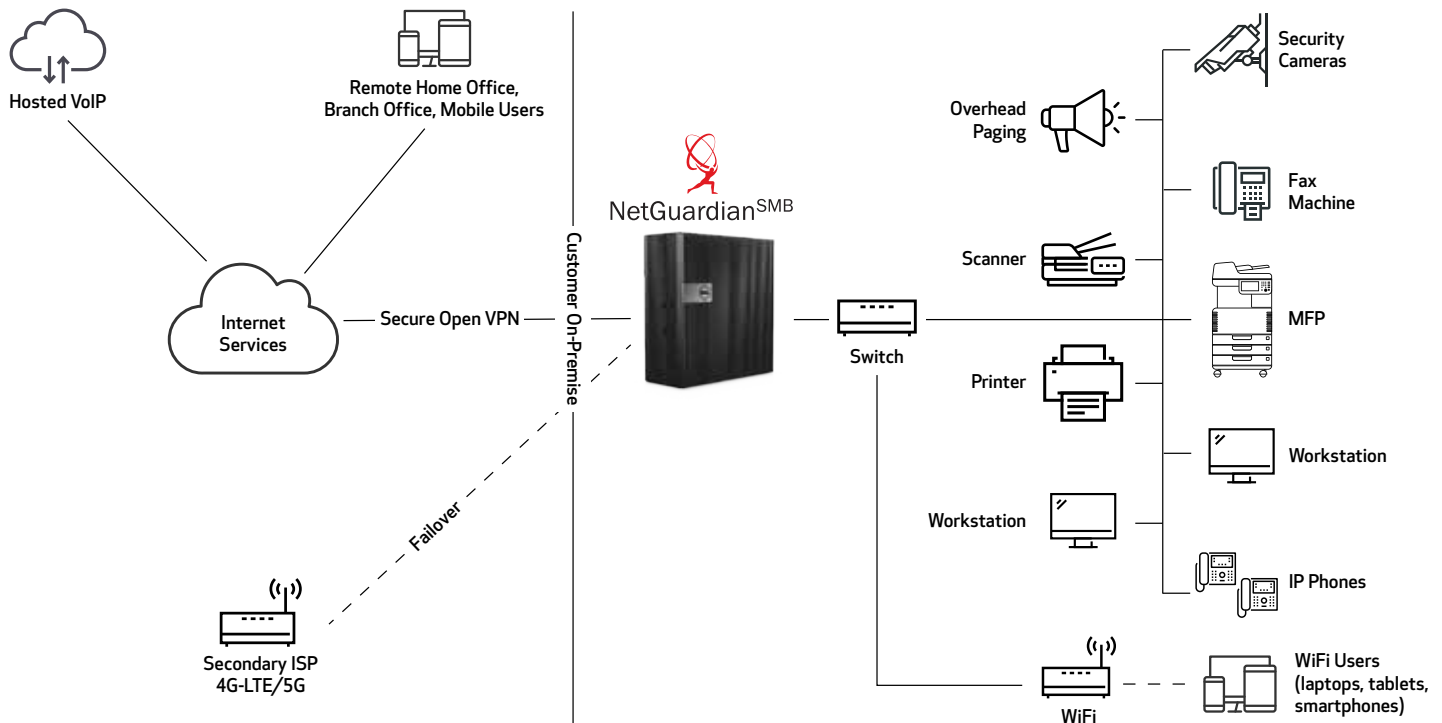 Hosted VoIP
Remote Home Office,
Branch Office, Mobile Users
Internet
Services
Secure Open VPN
Customer On-Premise
Failover
Secondary ISP
4G-LTE/5G
NetGuardianSMB
Switch
Overhead
Paging
Scanner
Printer
Workstation
WiFi
Security
Cameras
Fax
Machine
MFP
Workstation
IP Phones
WiFi Users
(laptops, tablets,
smartphones)